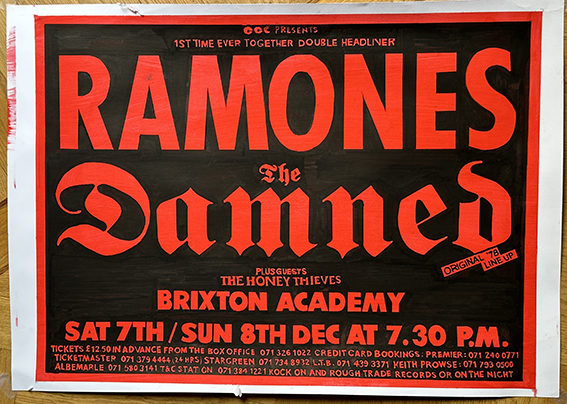 CCC PRESENTS
1ST TIME EVER TOGETHER DOUBLE HEADLINER
RAMONES
The
Damned
ORIGINAL '78
LINE UP
PLUS GUESTS
THE HONEY THIEVES
BRIXTON ACADEMY
SAT 7TH / SUN 8TH DEC AT 7.30 P.M.
TICKETS £12.50 IN ADVANCE FROM THE BOX OFFICE 071 326 1022 CREDIT CARD BOOKINGS: PREMIER: 071 240 0771
TICKETMASTER 071 379 4444 (24 HRS) STARGREEN 071 734 8932 L.T.B. 071 439 3371 KEITH PROWSE: 071 793 0500
ALBEMARLE 071 580 3141 T&C STATION 071 384 1221 ROCK ON AND ROUGH TRADE RECORDS OR ON THE NIGHT